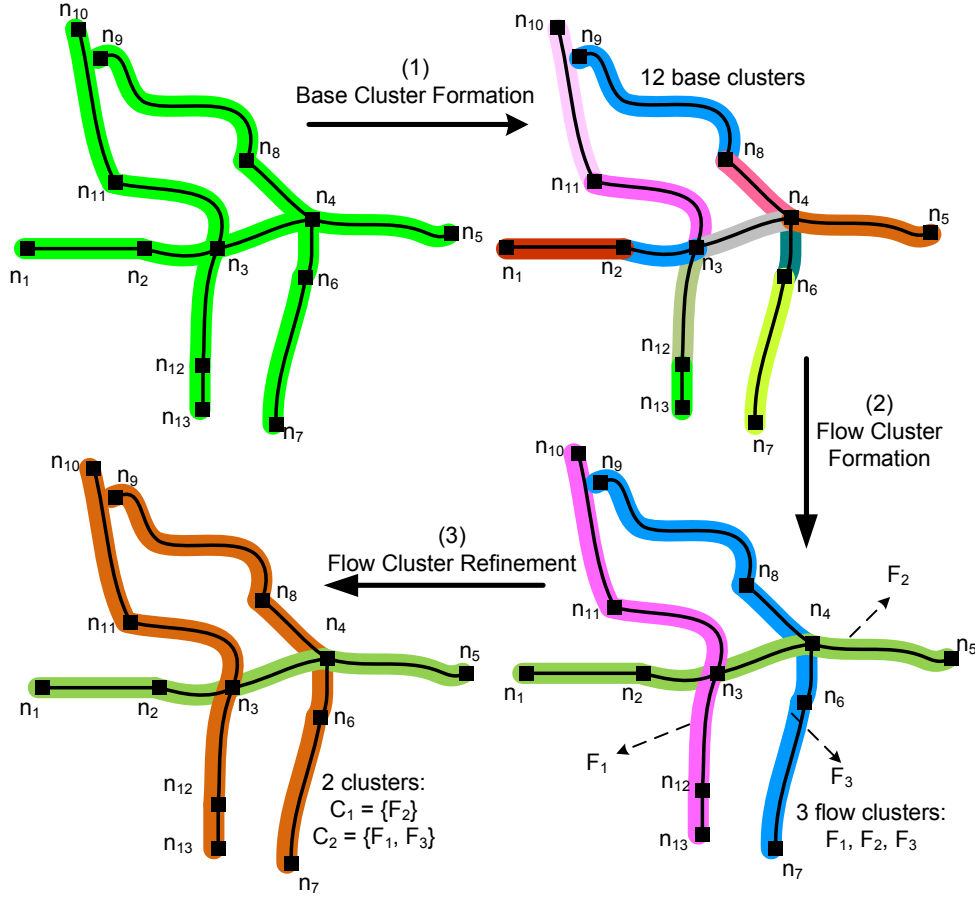 n10
n9
(1)
Base Cluster Formation
n8
n11
n4
n5
n1
n2
n3
n6
n12
n13
n7
n10
n9
12 base clusters
n8
n11
n4
n5
n1
n2
n3
n6
n12
n13
n7
(2)
Flow Cluster
Formation
n10
n9
(3)
Flow Cluster Refinement
n8
n11
n4
n5
n1
n2
n3
n6
n12
n13
n7
2 clusters:
C1 = {F2}
C2 = {F1, F3}
n10
n9
n8
F2
n11
n4
n5
n1
n2
n3
n6
F1
F3
n12
n13
n7
3 flow clusters:
F1, F2, F3